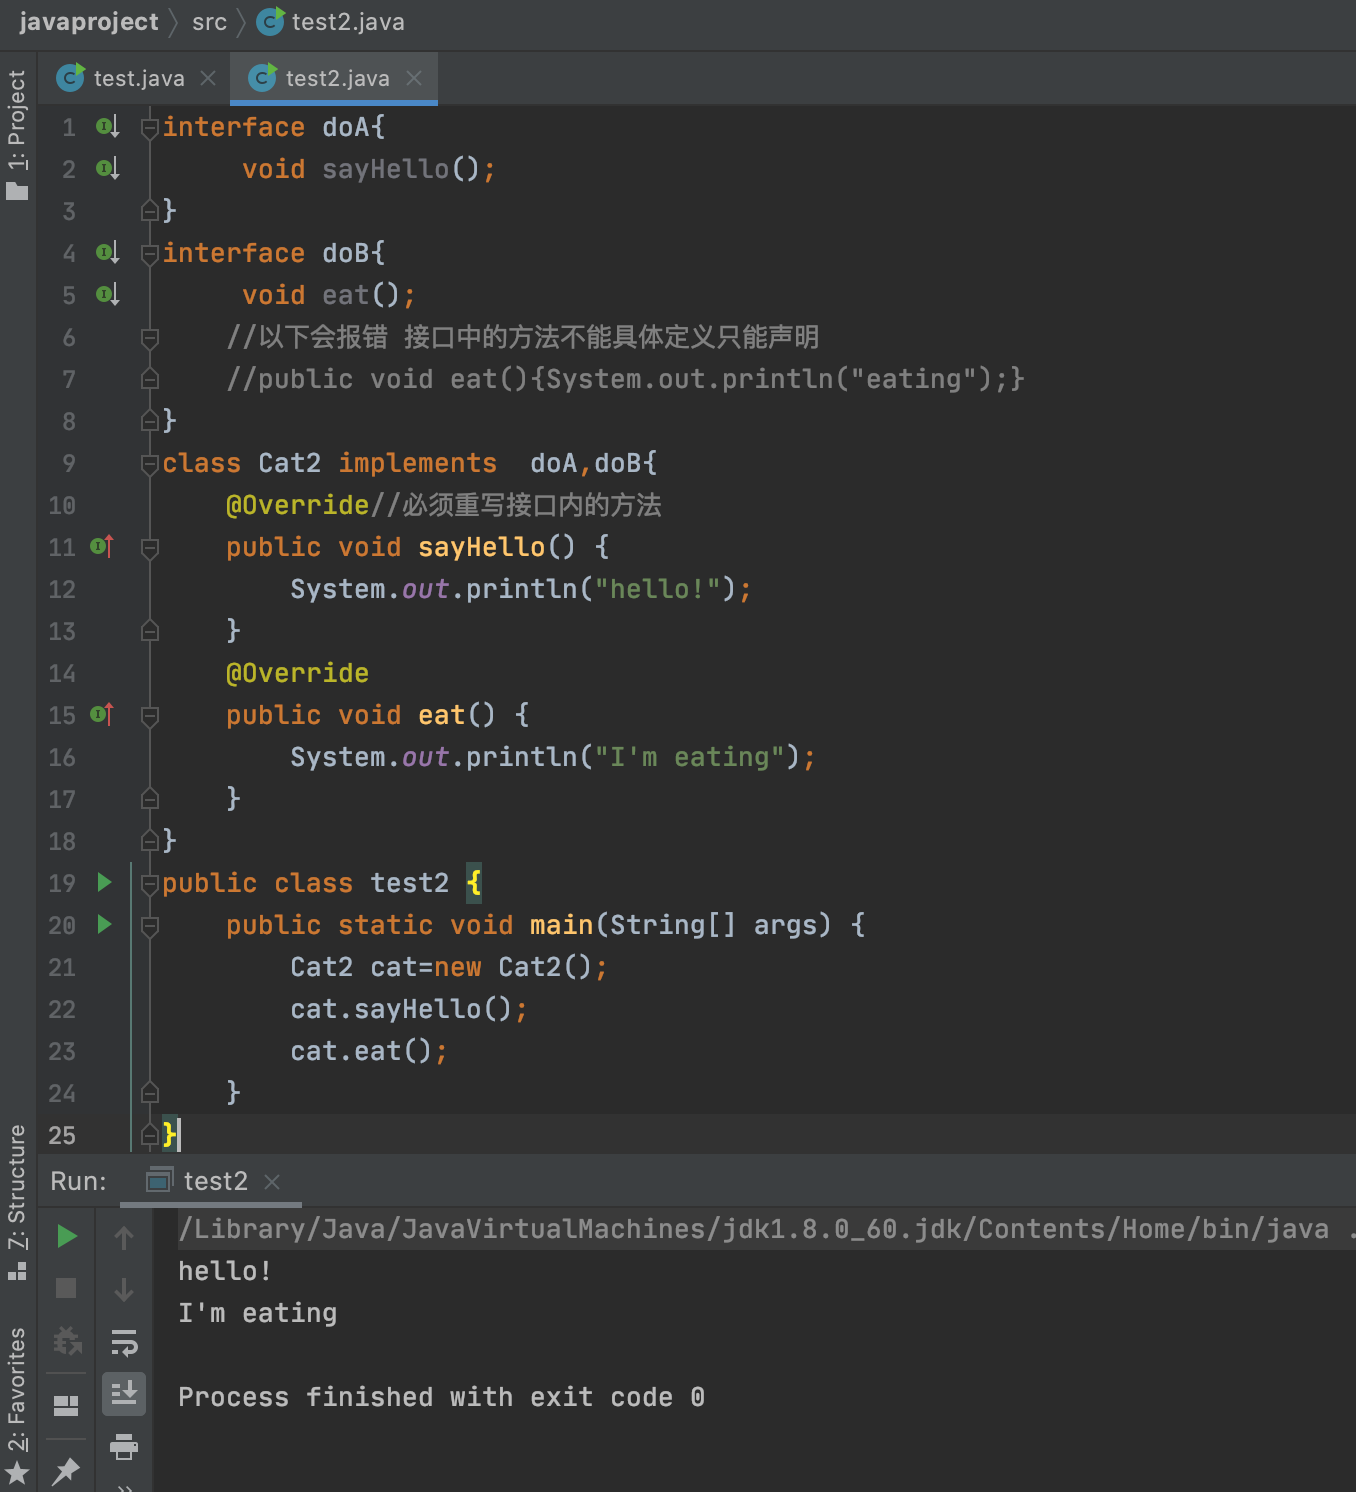 javaproject src test2.java
test.java test2.java
1: Project
1 interface doA{
2 void sayHello();
3 }
4 interface doB{
5 void eat();
6 //以下会报错 接口中的方法不能具体定义只能声明
7 //public void eat(){System.out.println("eating");}
8 }
9 class Cat2 implements  doA,doB{
10 @Override//必须重写接口内的方法
11 public void sayHello() {
12 System.out.println("hello!");
13 }
14 @Override
15 public void eat() {
16 System.out.println("I'm eating");
17 }
18 }
19 public class test2 {
20 public static void main(String[] args) {
21 Cat2 cat=new Cat2();
22 cat.sayHello();
23 cat.eat();
24 }
25 }
7: Structure
2: Favorites
Run: test2
/Library/Java/JavaVirtualMachines/jdk1.8.0_60.jdk/Contents/Home/bin/java .
hello!
I'm eating
Process finished with exit code 0